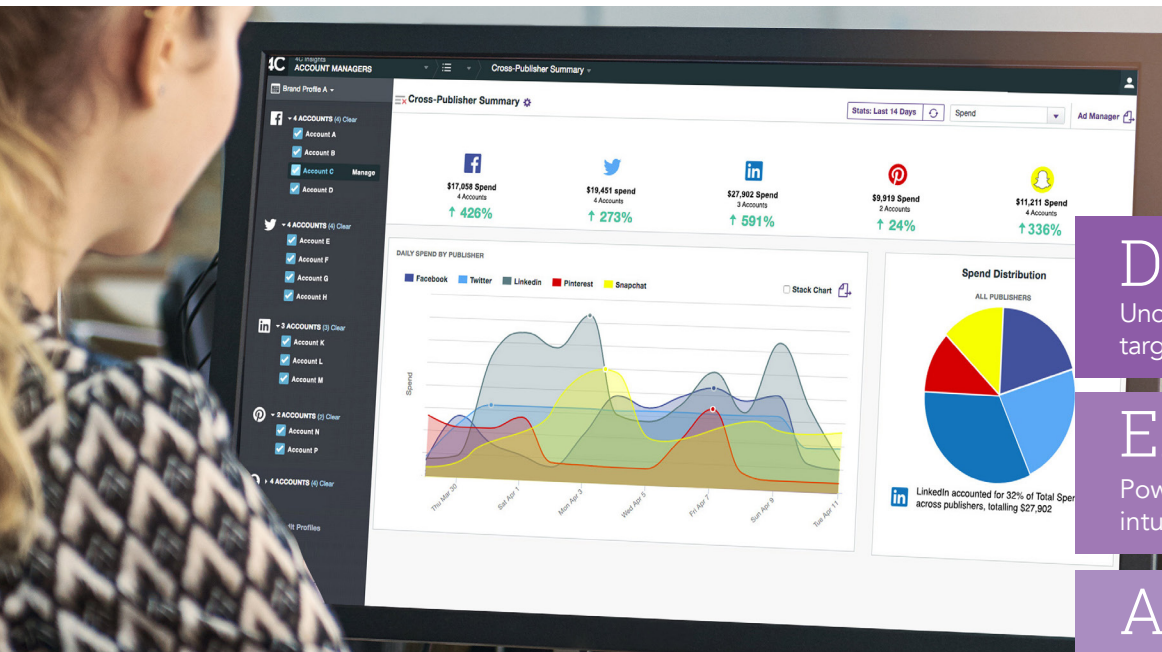 4C
4C Insights
ACCOUNT MANAGERS
Cross-Publisher Summary
Brand Profile A
4 ACCOUNTS (4) Clear
Account A
Account B
Account C Manage
Account D
4 ACCOUNTS (4) Clear
Account E
Account F
Account G
Account H
in 3 ACCOUNTS (3) Clear
Account K
Account L
Account M
2 ACCOUNTS (2) Clear
Account N
Account P
4 ACCOUNTS (4) Clear
Profiles
Cross-Publisher Summary
Stats: Last 14 Days Spend Ad Manager
f
$17,058 Spend
4 Accounts
↑ 426%
$19,451 spend
4 Accounts
↑ 273%
in
$27,902 Spend
3 Accounts
↑ 591%
$9,919 Spend
2 Accounts
↑ 24%
$11,211 Spend
4 Accounts
↑ 336%
DAILY SPEND BY PUBLISHER
Facebook Twitter LinkedIn Pinterest Snapchat
Stack Chart
Spend
Thu Mar 30 Sat Apr 1 Mon Apr 3 Wed Apr 5 Fri Apr 7 Sun Apr 9 Tue Apr 11
Spend Distribution
ALL PUBLISHERS
in LinkedIn accounted for 32% of Total Spen
across publishers, totalling $27,902
D
targ
E
Pow
intu
A